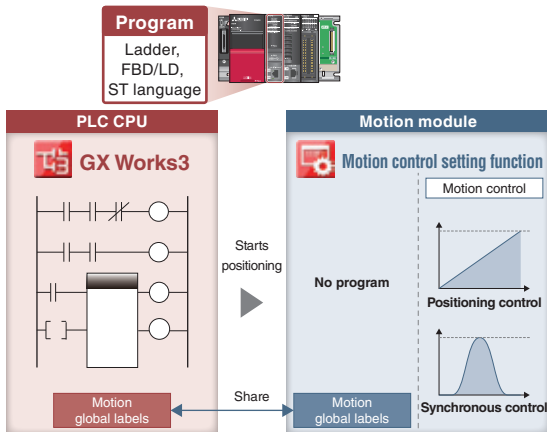 Program
Ladder,
FBD/LD,
ST language
PLC CPU
GX Works3
Motion
global labels
Starts
positioning
Share
Motion module
Motion control setting function
No program
Motion control
Positioning control
Synchronous control
Motion
global labels